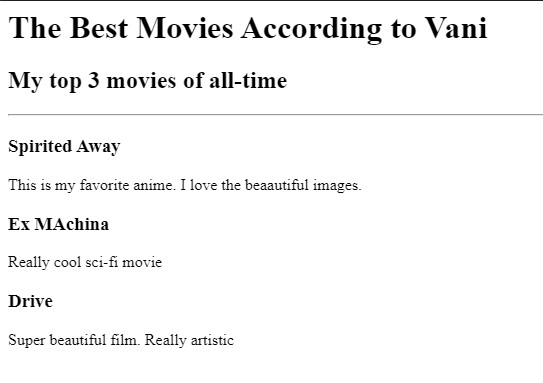 The Best Movies According to Vani
My top 3 movies of all-time
Spirited Away
This is my favorite anime. I love the beaautiful images.
Ex MAchina
Really cool sci-fi movie
Drive
Super beautiful film. Really artistic